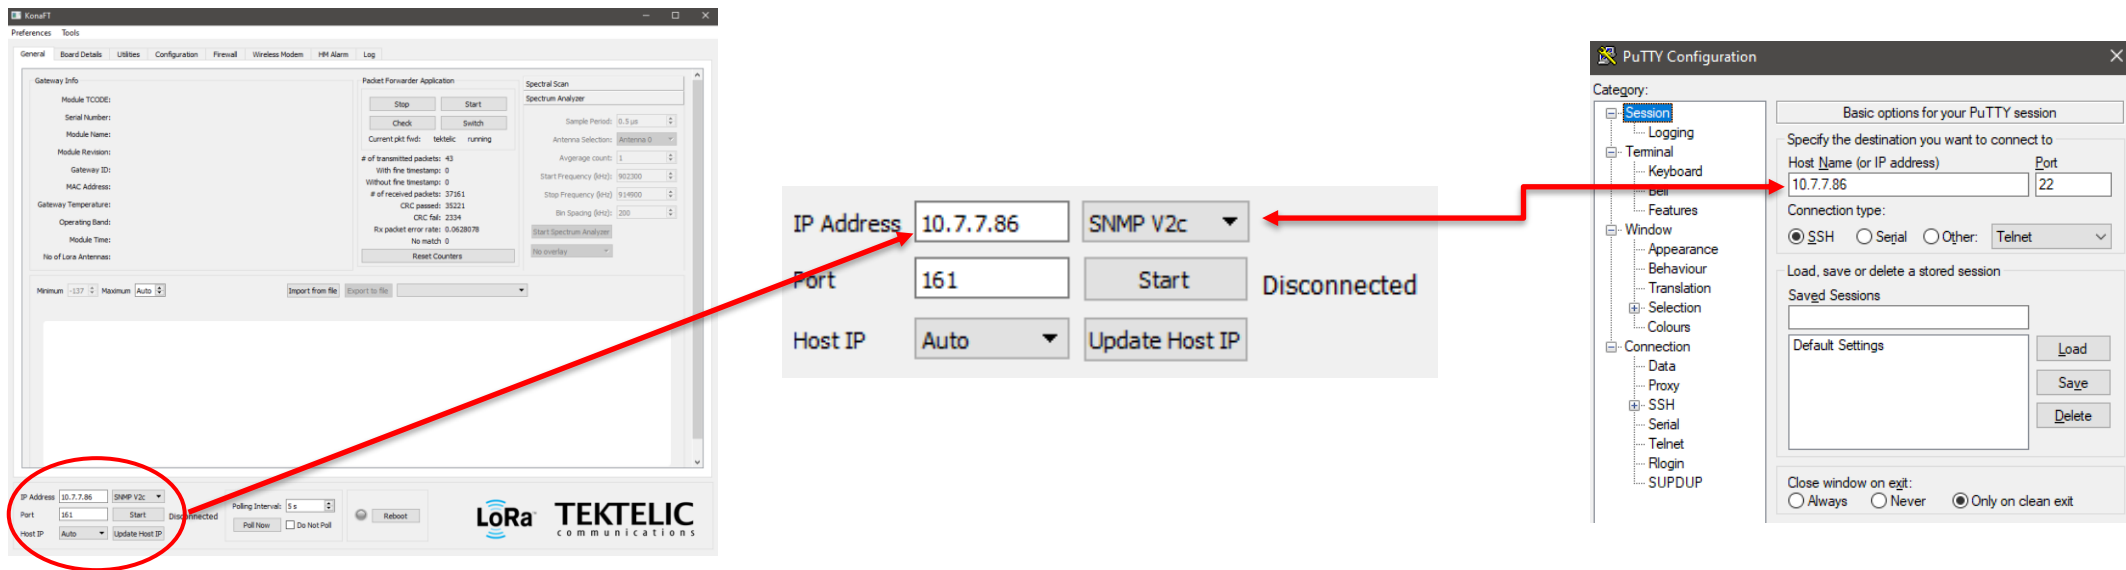 KonaFT
Preferences Tools
General Board Details Utilities Configuration Firewall Wireless Modem HM Alarm Log
Gateway Info
Module TCODE:
Serial Number:
Module Name:
Module Revision:
Gateway ID:
MAC Address:
Gateway Temperature:
Operating Band:
Module Time:
No of Lora Antennas:
Packet Forwarder Application
Stop Start
Check Switch
Current pkt fwd: tektelic running
# of transmitted packets: 43
With fine timestamp: 0
Without fine timestamp: 0
# of received packets: 37161
CRC passed: 35221
CRC fail: 2334
Rx packet error rate: 0.0628078
No match 0
Reset Counters
Spectral Scan
Spectrum Analyzer
Sample Period: 0.5 µs
Antenna Selection: Antenna 0
Avgerage count: 1
Start Frequency (kHz) 902300
Stop Frequency (kHz) 914900
Bin Spacing (kHz): 200
Start Spectrum Analyzer
No overlay
Minimum -137 Maximum Auto Import from file Export to file
IP Address 10.7.7.86 SNMP V2c
Port 161 Start Disconnected
Host IP Auto Update Host IP
Polling Interval: 5 s
Poll Now Do Not Poll
Reboot
LoRa
TEKTELIC
communications
IP Address 10.7.7.86 SNMP V2c
Port 161 Start Disconnected
Host IP Auto Update Host IP
PuTTY Configuration
Category:
Session
Logging
Terminal
Keyboard
Bell
Features
Window
Appearance
Behaviour
Translation
Selection
Colours
Connection
Data
Proxy
SSH
Serial
Telnet
Rlogin
SUPDUP
Basic options for your PuTTY session
Specify the destination you want to connect to
Host Name (or IP address) Port
10.7.7.86 22
Connection type:
SSH Serial Other: Telnet
Load, save or delete a stored session
Saved Sessions
Default Settings
Load
Save
Delete
Close window on exit:
Always Never Only on clean exit